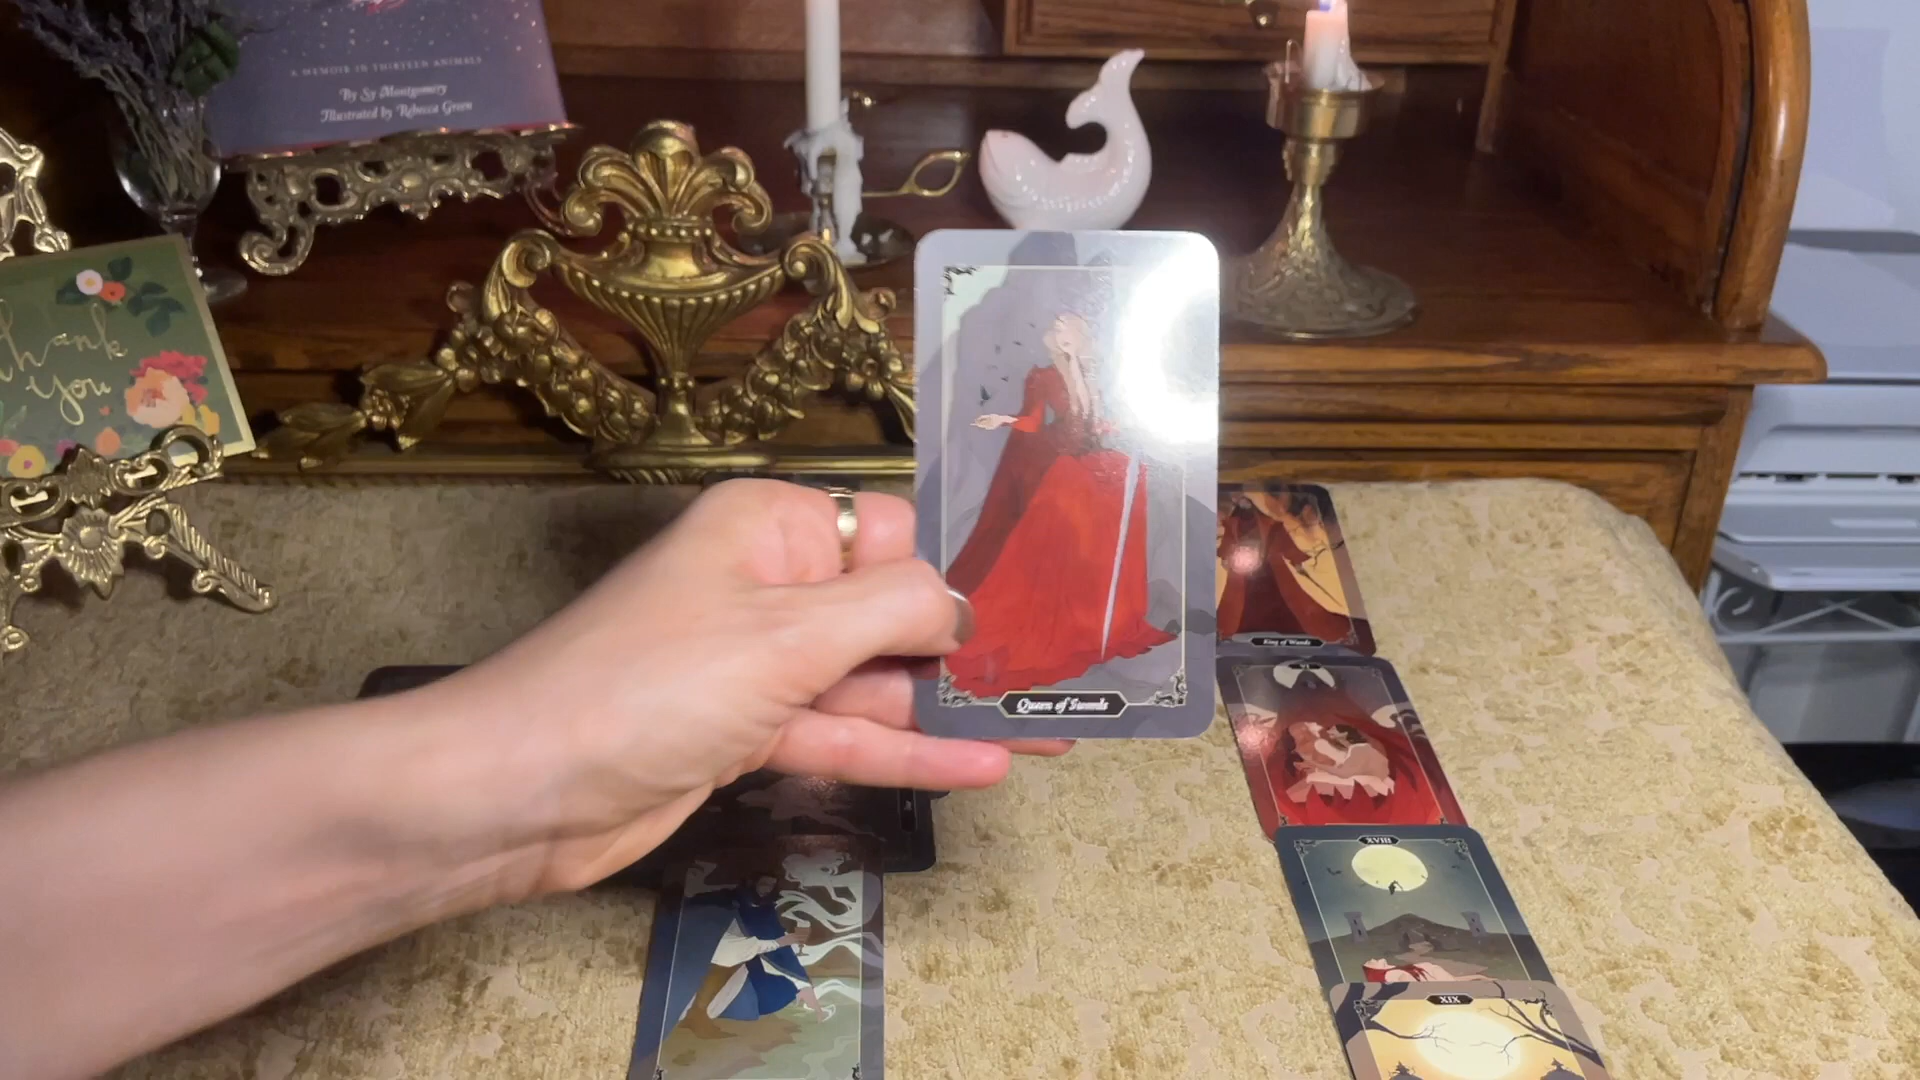 A MEMOIR IN THIRTEEN ANIMALS
By Sy Montgomery
Illustrated by Rebecca Green
thank
you
Queen of Swords
King of Wands
VI
XVIII
XIX